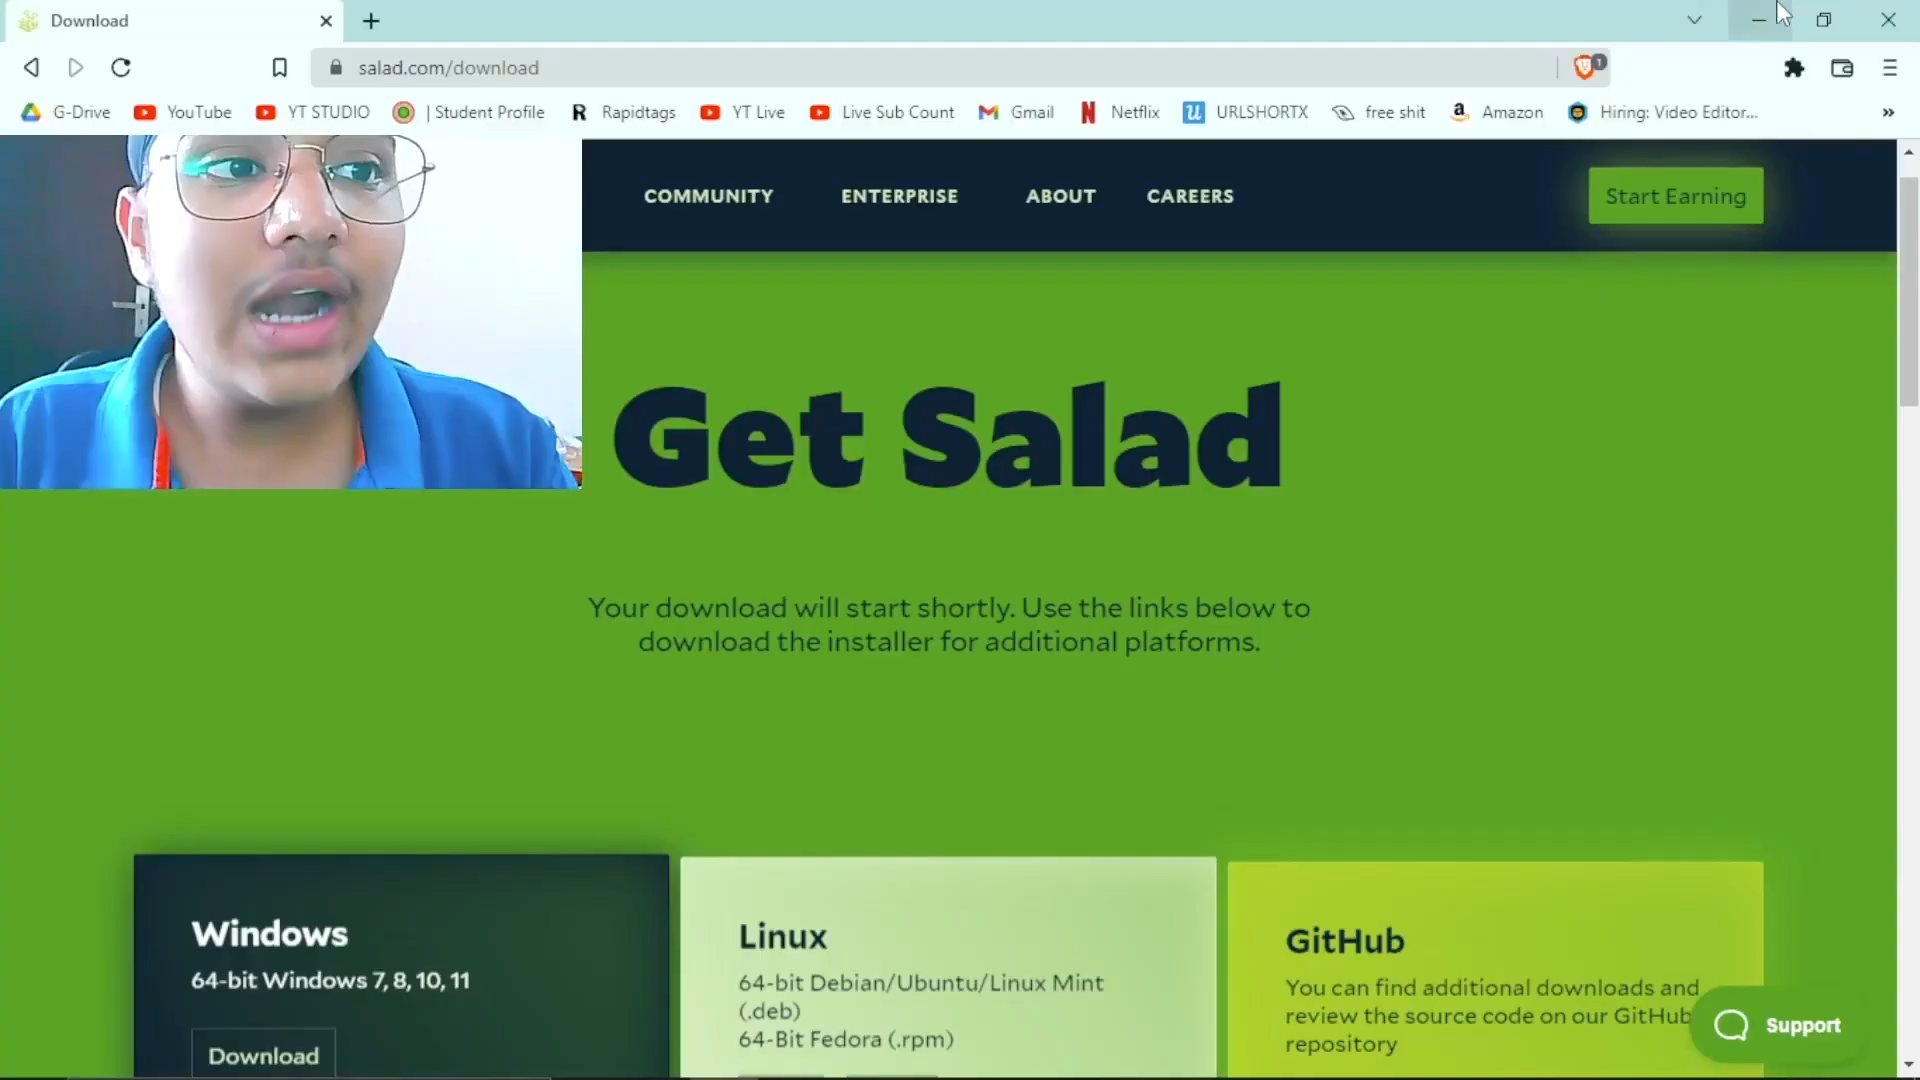 Download
salad.com/download
1
G-Drive YouTube YT STUDIO | Student Profile Rapidtags YT Live Live Sub Count Gmail Netflix URLSHORTX free shit Amazon Hiring: Video Editor...
COMMUNITY ENTERPRISE ABOUT CAREERS Start Earning
Get Salad
Your download will start shortly. Use the links below to
download the installer for additional platforms.
Windows
64-bit Windows 7, 8, 10, 11
Download
Linux
64-bit Debian/Ubuntu/Linux Mint
(.deb)
64-Bit Fedora (.rpm)
GitHub
You can find additional downloads and
review the source code on our GitHub
repository
Support